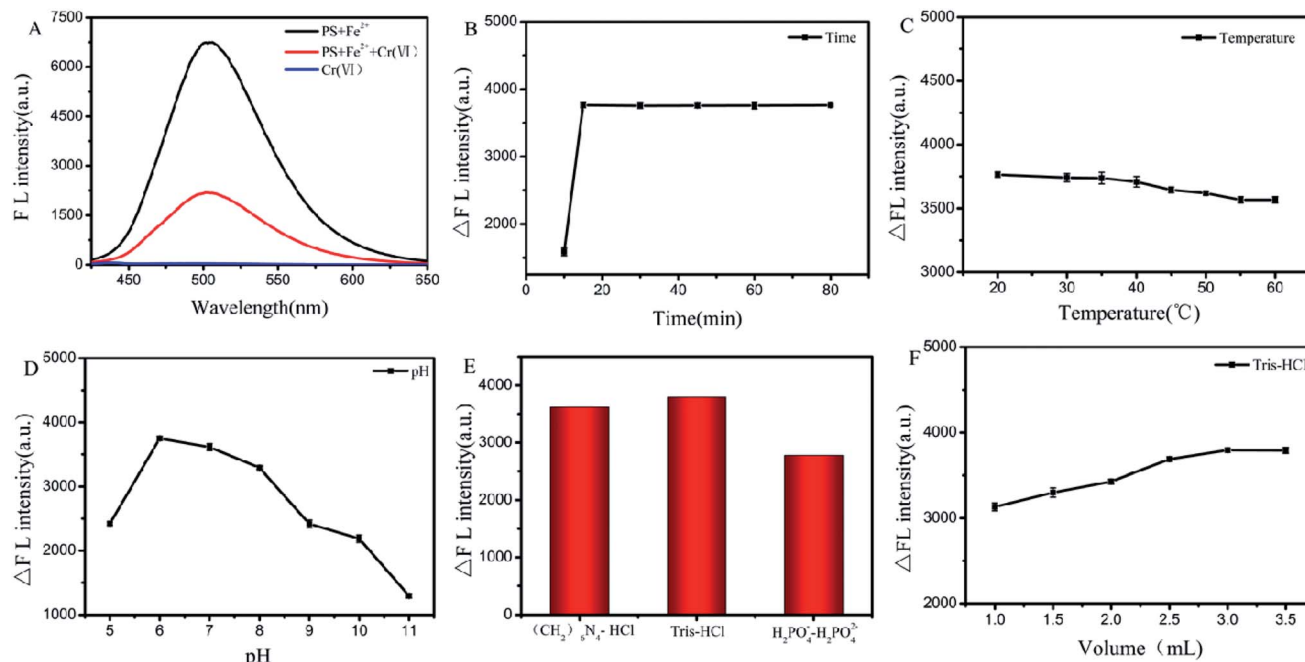 A
PS+Fe²⁺
PS+Fe²⁺+Cr(Ⅵ)
Cr(Ⅵ)
F L intensity(a.u.)
7500
6750
6000
5250
4500
3750
3000
2250
1500
750
0
450 500 550 600 650
Wavelength(nm)
B
Time
△F L intensity(a.u.)
5000
4000
3000
2000
0 20 40 60 80
Time(min)
C
Temperature
△FL intensity(a.u.)
5000
4500
4000
3500
3000
20 30 40 50 60
Temperature(℃)
D
pH
△F L intensity(a.u.)
5000
4000
3000
2000
1000
5 6 7 8 9 10 11
pH
E
△F L intensity(a.u.)
4000
3000
2000
1000
0
(CH₂)₆N₄- HCl Tris-HCl H₂PO₄⁻-H₂PO₄²⁻
F
Tris-HCl
△FL intensity(a.u.)
5000
4000
3000
2000
1.0 1.5 2.0 2.5 3.0 3.5
Volume(mL)